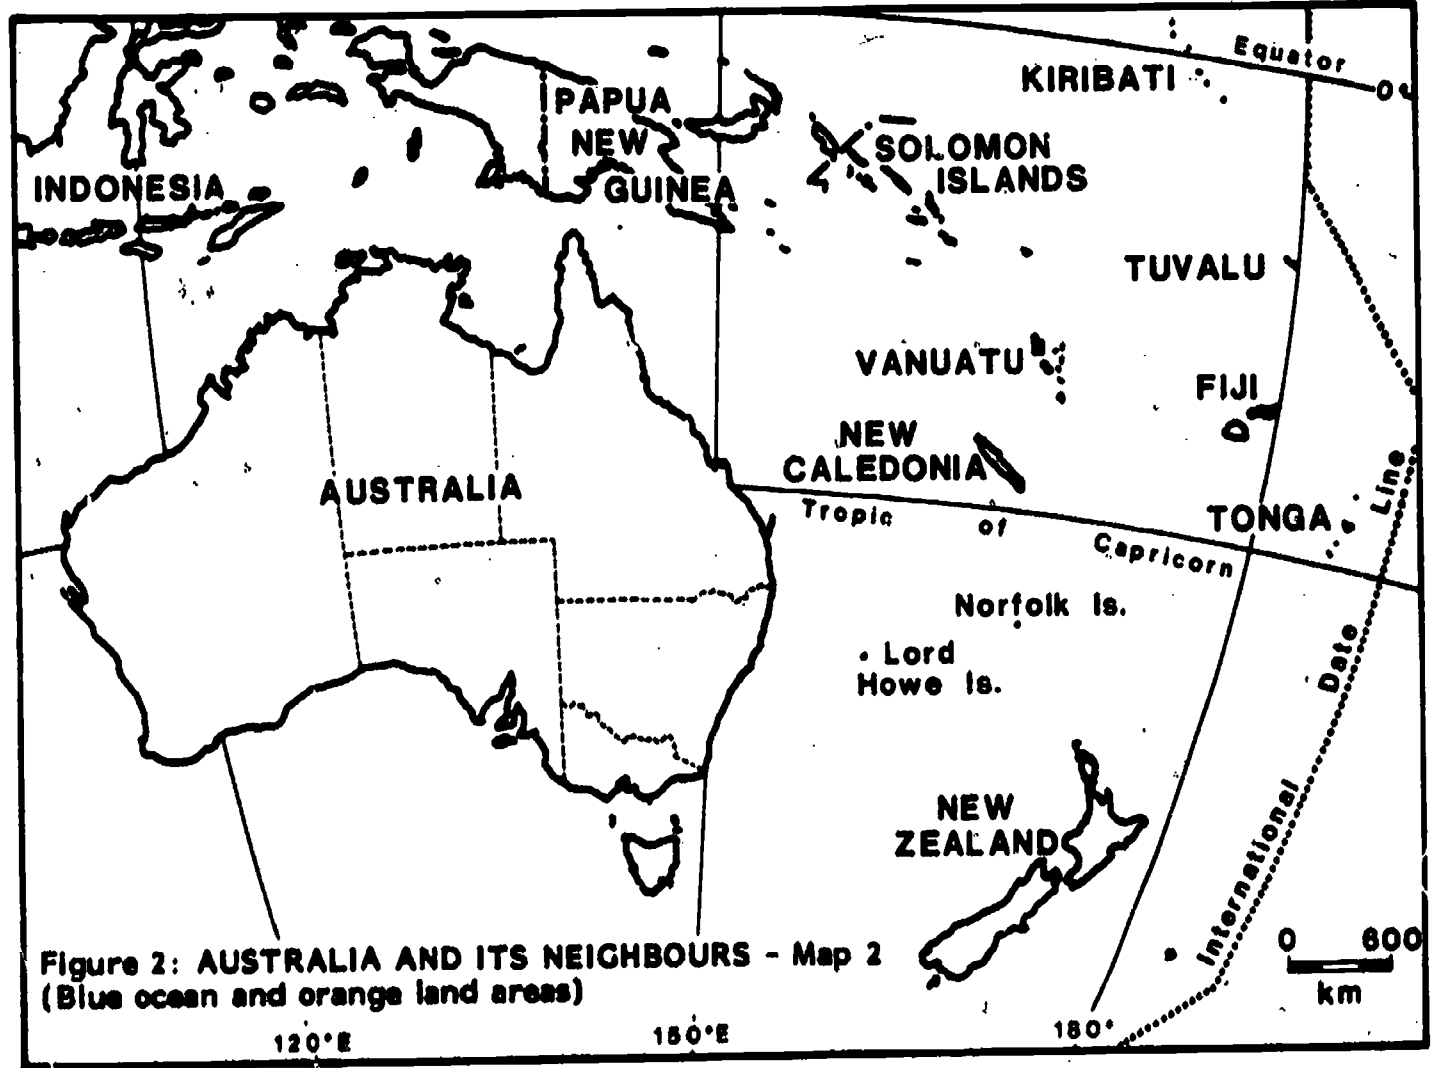 Equator
0°
KIRIBATI
PAPUA
NEW
GUINEA
SOLOMON
ISLANDS
INDONESIA
TUVALU
VANUATU
FIJI
NEW
CALEDONIA
AUSTRALIA
Tropic of Capricorn
TONGA
International Date Line
Norfolk Is.
Lord
Howe Is.
NEW
ZEALAND
0 600
km
Figure 2: AUSTRALIA AND ITS NEIGHBOURS - Map 2
(Blue ocean and orange land areas)
120°E 150°E 180°